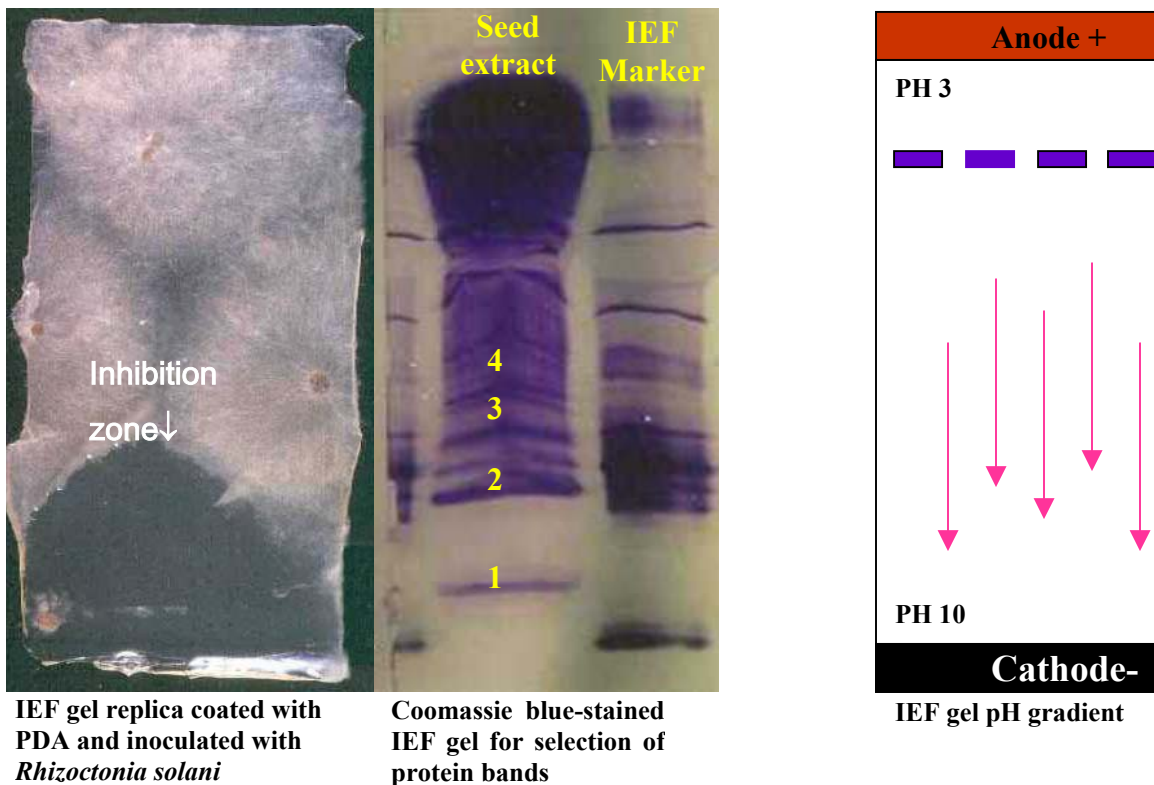 Seed
extract
IEF
Marker
Inhibition
zone↓
4
3
2
1
Anode +
PH 3
PH 10
Cathode-
IEF gel replica coated with
PDA and inoculated with
Rhizoctonia solani
Coomassie blue-stained
IEF gel for selection of
protein bands
IEF gel pH gradient